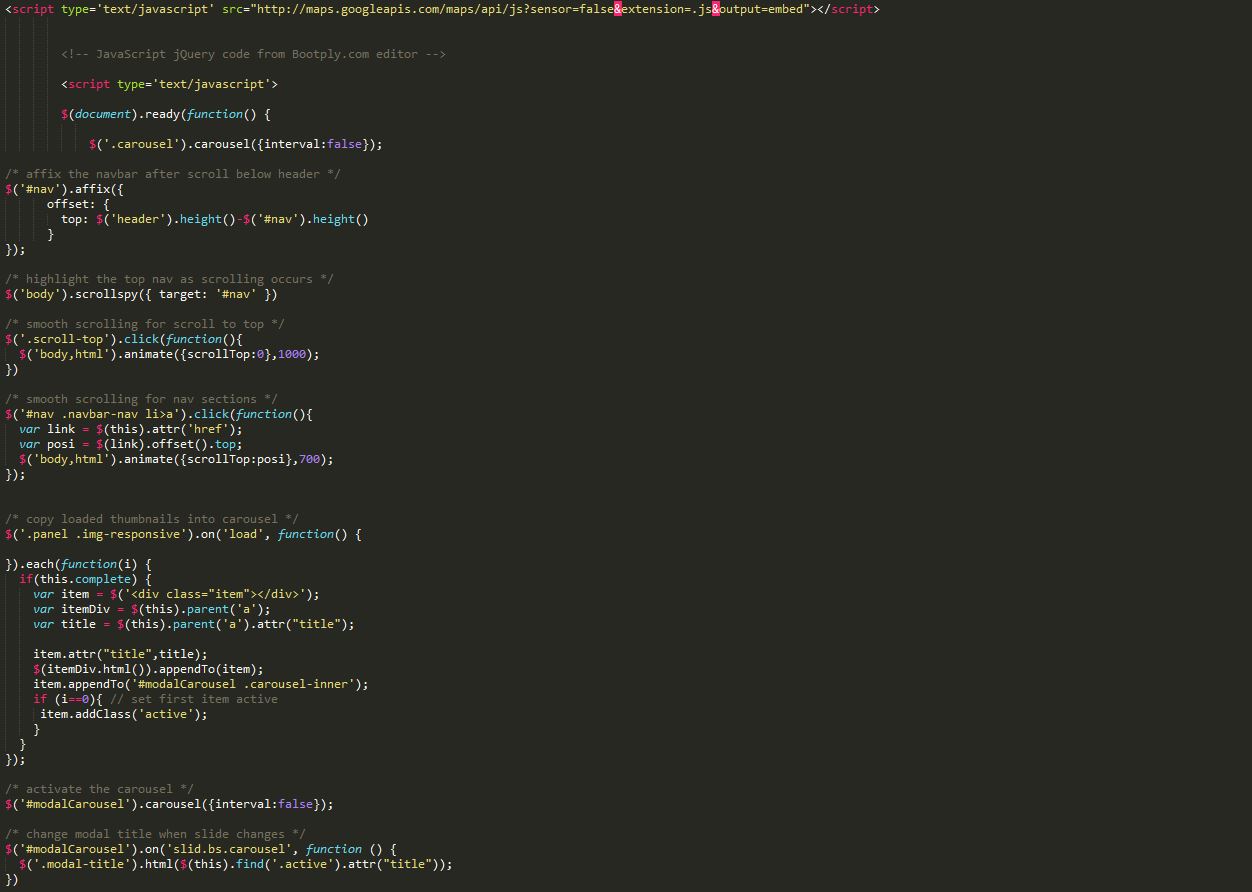 <script type='text/javascript' src="http://maps.googleapis.com/maps/api/js?sensor=false&extension=.js&output=embed"></script>
<!-- JavaScript jQuery code from Bootply.com editor -->
<script type='text/javascript'>
$(document).ready(function() {
$('.carousel').carousel({interval:false});
/* affix the navbar after scroll below header */
$('#nav').affix({
offset: {
top: $('header').height()-$('#nav').height()
}
});
/* highlight the top nav as scrolling occurs */
$('body').scrollspy({ target: '#nav' })
/* smooth scrolling for scroll to top */
$('.scroll-top').click(function(){
$('body,html').animate({scrollTop:0},1000);
})
/* smooth scrolling for nav sections */
$('#nav .navbar-nav li>a').click(function(){
var link = $(this).attr('href');
var posi = $(link).offset().top;
$('body,html').animate({scrollTop:posi},700);
});
/* copy loaded thumbnails into carousel */
$('.panel .img-responsive').on('load', function() {
}).each(function(i) {
if(this.complete) {
var item = $('<div class="item"></div>');
var itemDiv = $(this).parent('a');
var title = $(this).parent('a').attr("title");
item.attr("title",title);
$(itemDiv.html()).appendTo(item);
item.appendTo('#modalCarousel .carousel-inner');
if (i==0){ // set first item active
item.addClass('active');
}
}
});
/* activate the carousel */
$('#modalCarousel').carousel({interval:false});
/* change modal title when slide changes */
$('#modalCarousel').on('slid.bs.carousel', function () {
$('.modal-title').html($(this).find('.active').attr("title"));
})